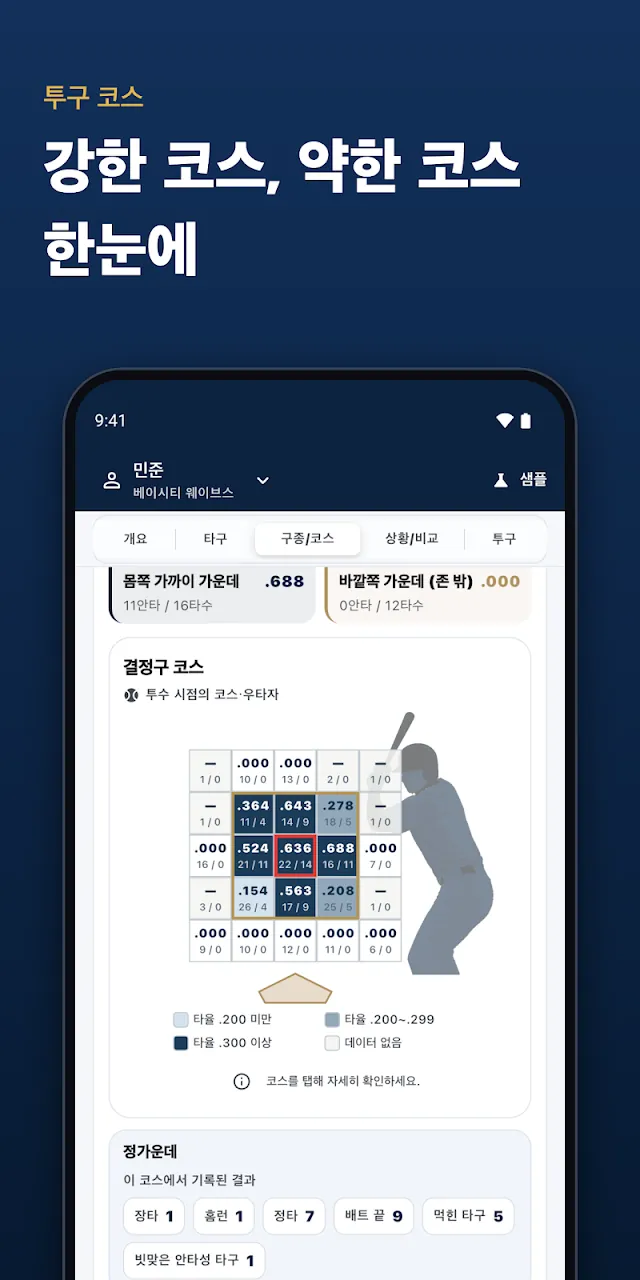 투구 코스
강한 코스, 약한 코스
한눈에
9:41
민준
베이시티 웨이브스
샘플
개요 타구 구종/코스 상황/비교 투구
몸쪽 가까이 가운데 .688
11안타 / 16타수
바깥쪽 가운데 (존 밖) .000
0안타 / 12타수
결정구 코스
투수 시점의 코스·우타자
– .000 .000 – –
1 / 0 10 / 0 13 / 0 2 / 0 1 / 0
– .364 .643 .278 –
1 / 0 11 / 4 14 / 9 18 / 5 1 / 0
.000 .524 .636 .688 .000
16 / 0 21 / 11 22 / 14 16 / 11 7 / 0
– .154 .563 .208 –
3 / 0 26 / 4 17 / 9 25 / 5 1 / 0
.000 .000 .000 .000 .000
9 / 0 10 / 0 12 / 0 11 / 0 6 / 0
타율 .200 미만 타율 .200~.299
타율 .300 이상 데이터 없음
코스를 탭해 자세히 확인하세요.
정가운데
이 코스에서 기록된 결과
장타 1 홈런 1 정타 7 배트 끝 9 먹힌 타구 5
빗맞은 안타성 타구 1